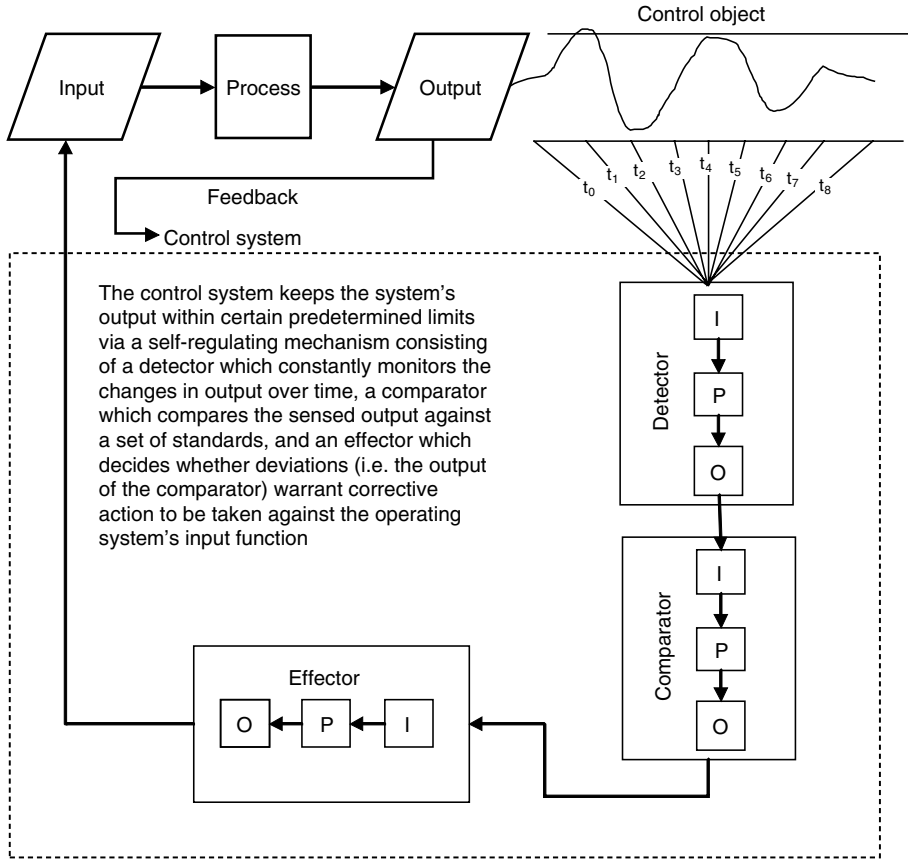 Control object
Input
Process
Output
t0
t1
t2
t3
t4
t5
t6
t7
t8
Feedback
Control system
The control system keeps the system's
output within certain predetermined limits
via a self-regulating mechanism consisting
of a detector which constantly monitors the
changes in output over time, a comparator
which compares the sensed output against
a set of standards, and an effector which
decides whether deviations (i.e. the output
of the comparator) warrant corrective
action to be taken against the operating
system's input function
Detector
I
P
O
Comparator
I
P
O
Effector
O
P
I